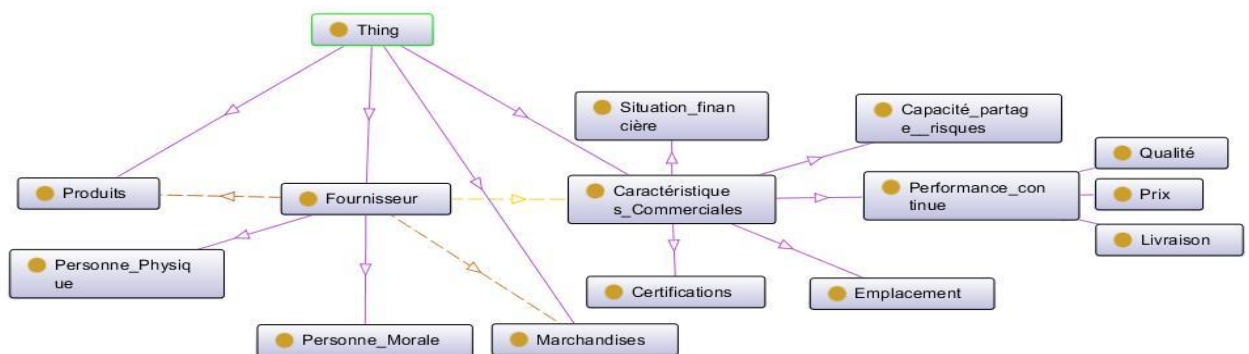 Thing
Situation_finan
cière
Capacité_partag
e__risques
Qualité
Produits
Fournisseur
Caractéristique
s_Commerciales
Performance_con
tinue
Prix
Livraison
Personne_Physiq
ue
Certifications
Emplacement
Personne_Morale
Marchandises